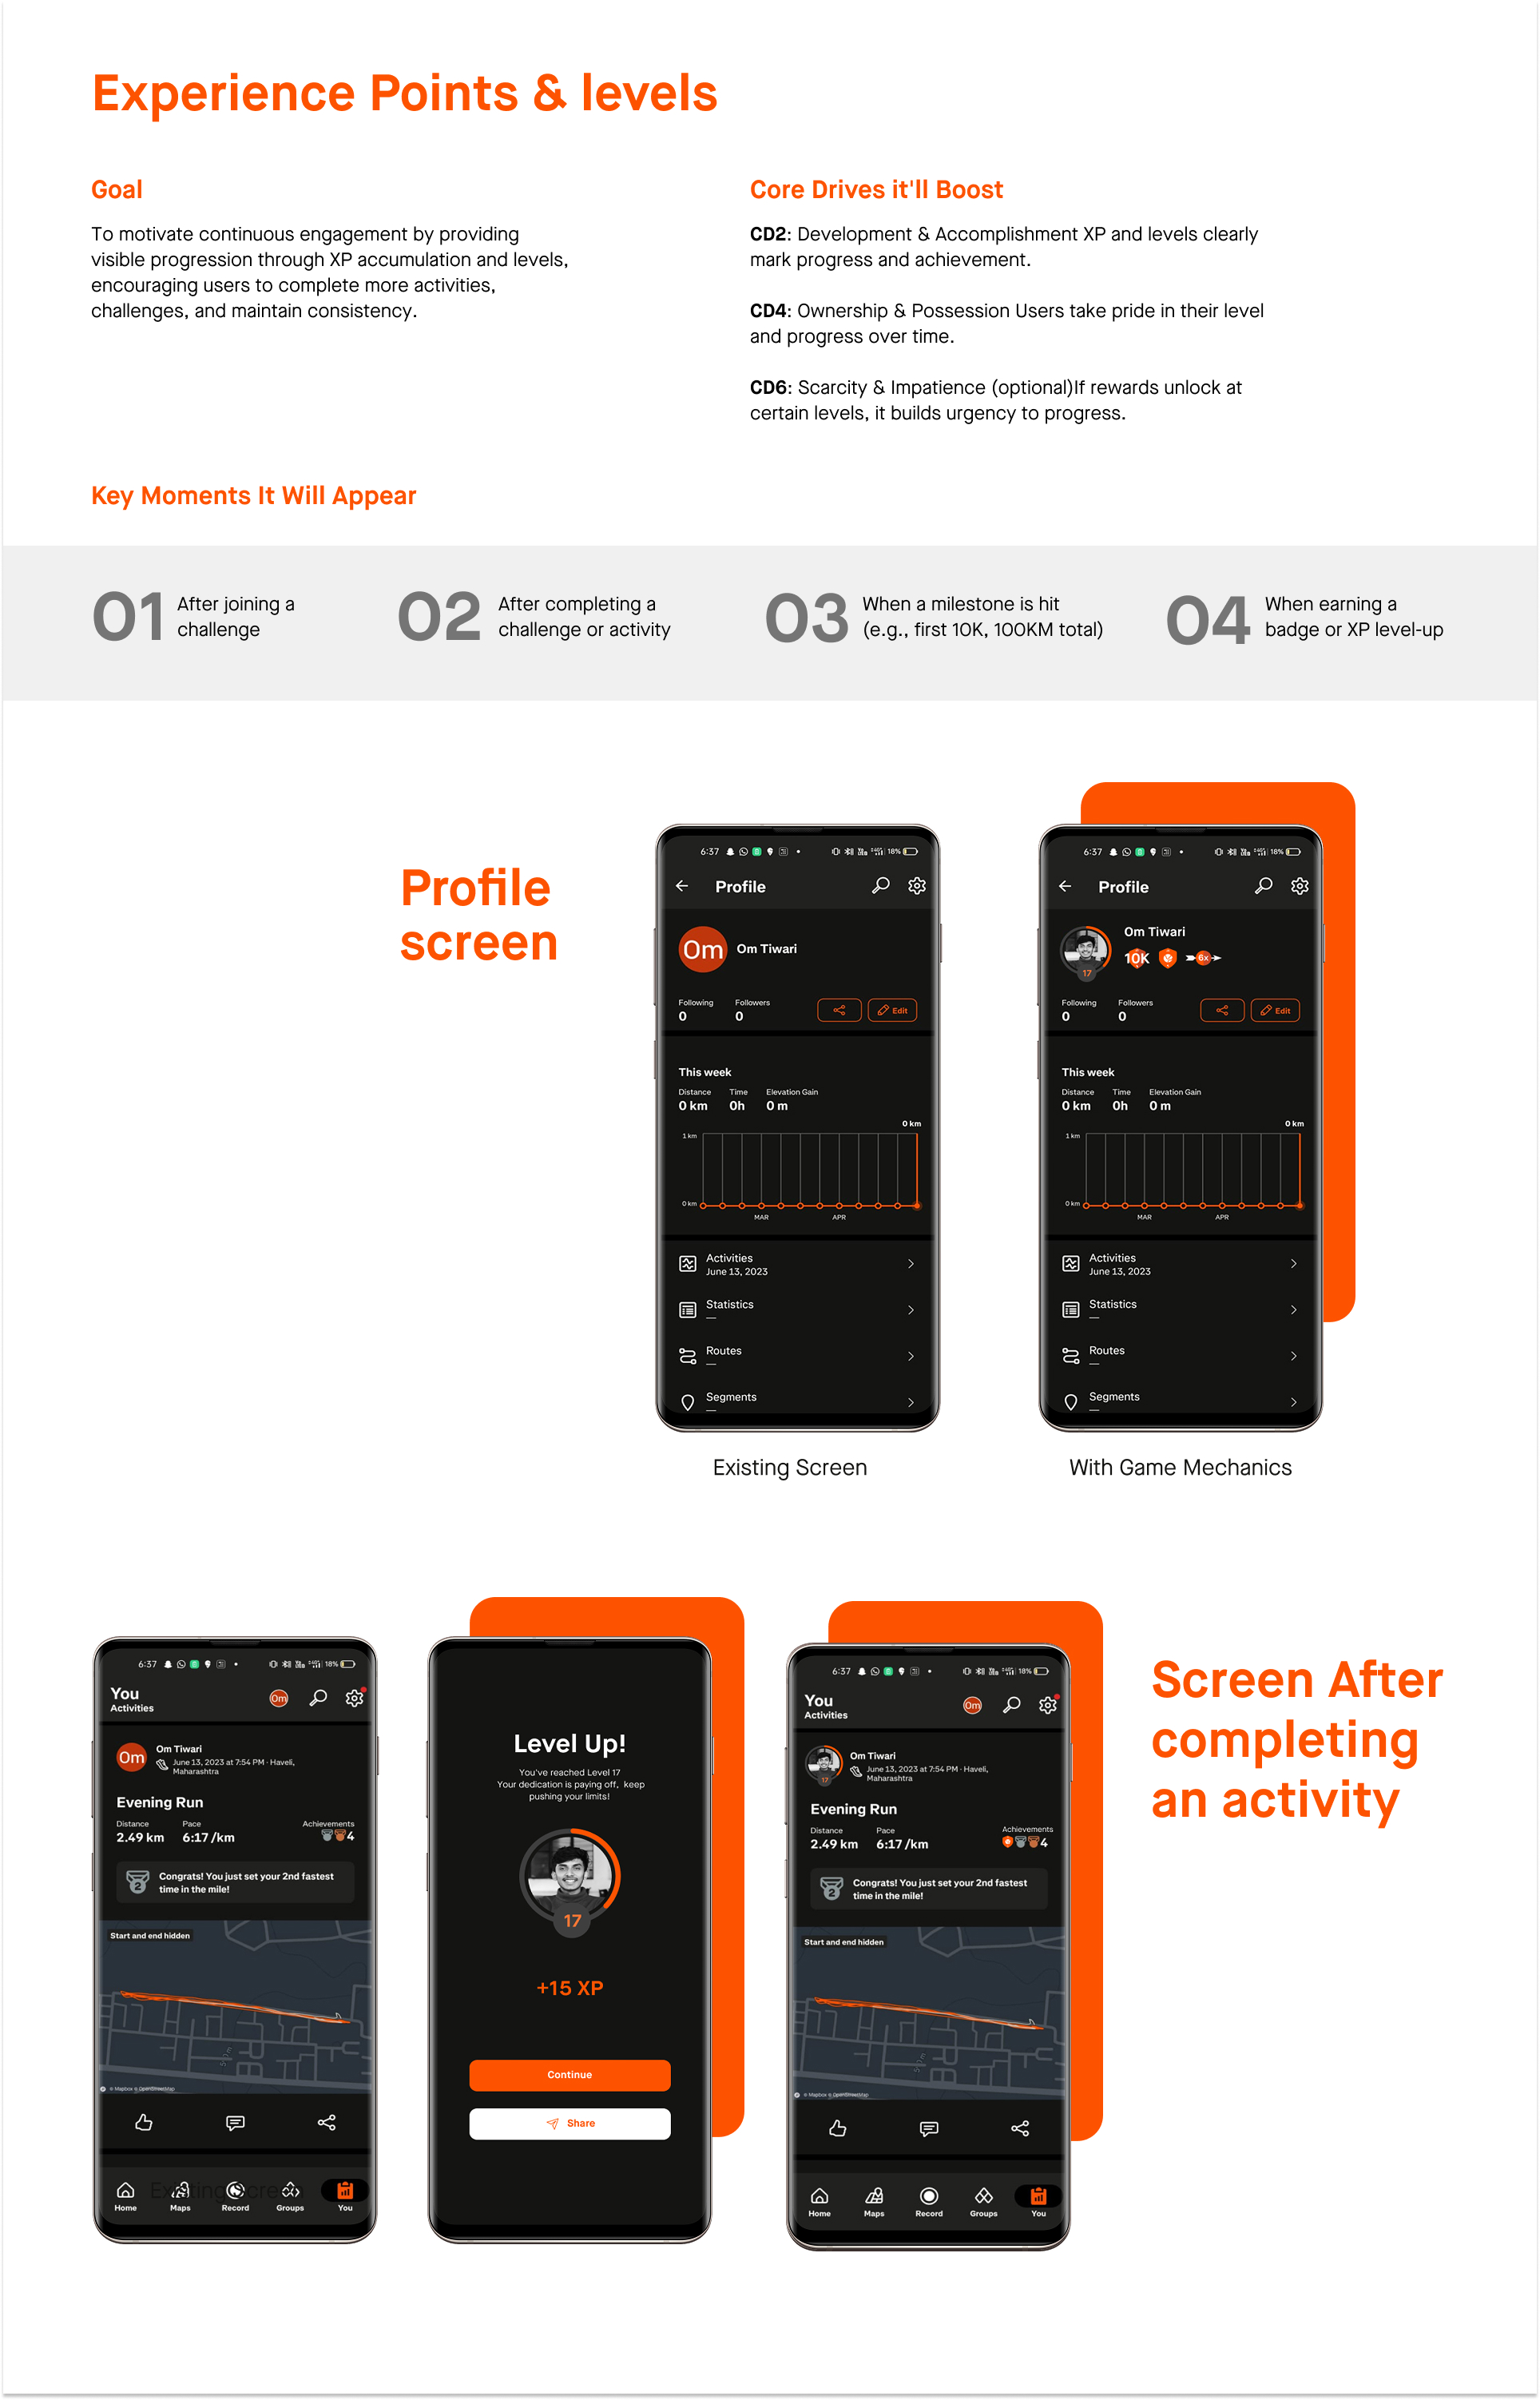 Experience Points & levels
Goal
To motivate continuous engagement by providing
visible progression through XP accumulation and levels,
encouraging users to complete more activities,
challenges, and maintain consistency.
Core Drives it'll Boost
CD2: Development & Accomplishment XP and levels clearly
mark progress and achievement.
CD4: Ownership & Possession Users take pride in their level
and progress over time.
CD6: Scarcity & Impatience (optional)If rewards unlock at
certain levels, it builds urgency to progress.
Key Moments It Will Appear
01 After joining a
challenge
02 After completing a
challenge or activity
03 When a milestone is hit
(e.g., first 10K, 100KM total)
04 When earning a
badge or XP level-up
Profile
screen
6:37 18%
Profile
Om Om Tiwari
Following Followers
0 0 Edit
This week
Distance Time Elevation Gain
0 km 0h 0 m
0 km
1 km
0 km
MAR APR
Activities
June 13, 2023
Statistics
—
Routes
—
Segments
—
Existing Screen
6:37 18%
Profile
Om Tiwari
10K 6x
17
Following Followers
0 0 Edit
This week
Distance Time Elevation Gain
0 km 0h 0 m
0 km
1 km
0 km
MAR APR
Activities
June 13, 2023
Statistics
—
Routes
—
Segments
—
With Game Mechanics
6:37 18%
You
Activities
Om
Om Om Tiwari
June 13, 2023 at 7:54 PM · Haveli,
Maharashtra
Evening Run
Distance Pace Achievements
2.49 km 6:17 /km 4
2 Congrats! You just set your 2nd fastest
time in the mile!
Start and end hidden
© Mapbox © OpenStreetMap
Existing Screen
Home Maps Record Groups You
Level Up!
You've reached Level 17
Your dedication is paying off, keep
pushing your limits!
17
+15 XP
Continue
Share
6:37 18%
You
Activities
Om
Om Tiwari
June 13, 2023 at 7:54 PM · Haveli,
Maharashtra
17
Evening Run
Distance Pace Achievements
2.49 km 6:17 /km 4
2 Congrats! You just set your 2nd fastest
time in the mile!
Start and end hidden
© Mapbox © OpenStreetMap
Home Maps Record Groups You
Screen After
completing
an activity